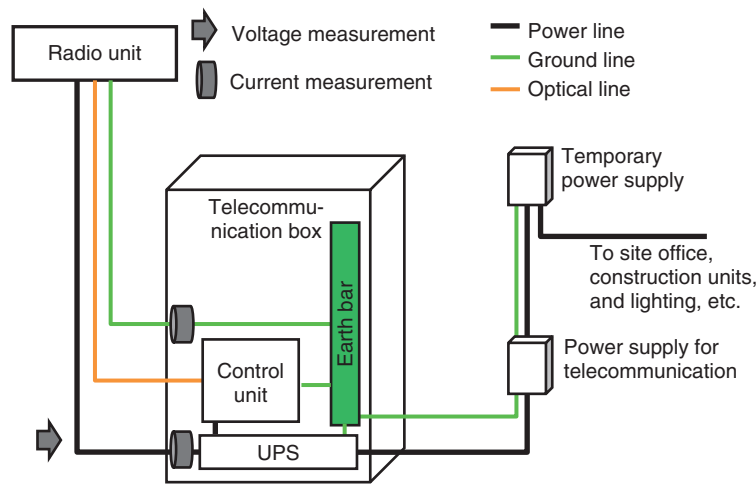 Radio unit
Voltage measurement
Current measurement
Power line
Ground line
Optical line
Telecommu-
nication box
Earth bar
Control
unit
UPS
Temporary
power supply
To site office,
construction units,
and lighting, etc.
Power supply for
telecommunication